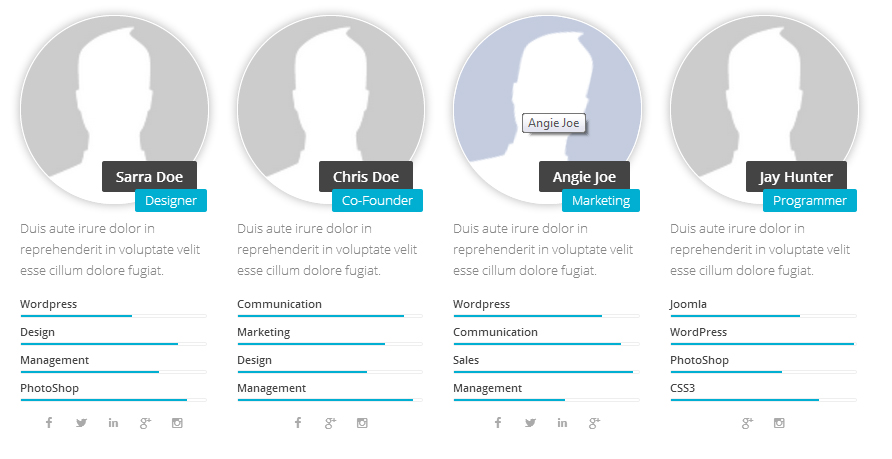 Sarra Doe
Designer
Duis aute irure dolor in
reprehenderit in voluptate velit
esse cillum dolore fugiat.
Wordpress
Design
Management
PhotoShop
Chris Doe
Co-Founder
Duis aute irure dolor in
reprehenderit in voluptate velit
esse cillum dolore fugiat.
Communication
Marketing
Design
Management
Angie Joe
Angie Joe
Marketing
Duis aute irure dolor in
reprehenderit in voluptate velit
esse cillum dolore fugiat.
Wordpress
Communication
Sales
Management
Jay Hunter
Programmer
Duis aute irure dolor in
reprehenderit in voluptate velit
esse cillum dolore fugiat.
Joomla
WordPress
PhotoShop
CSS3